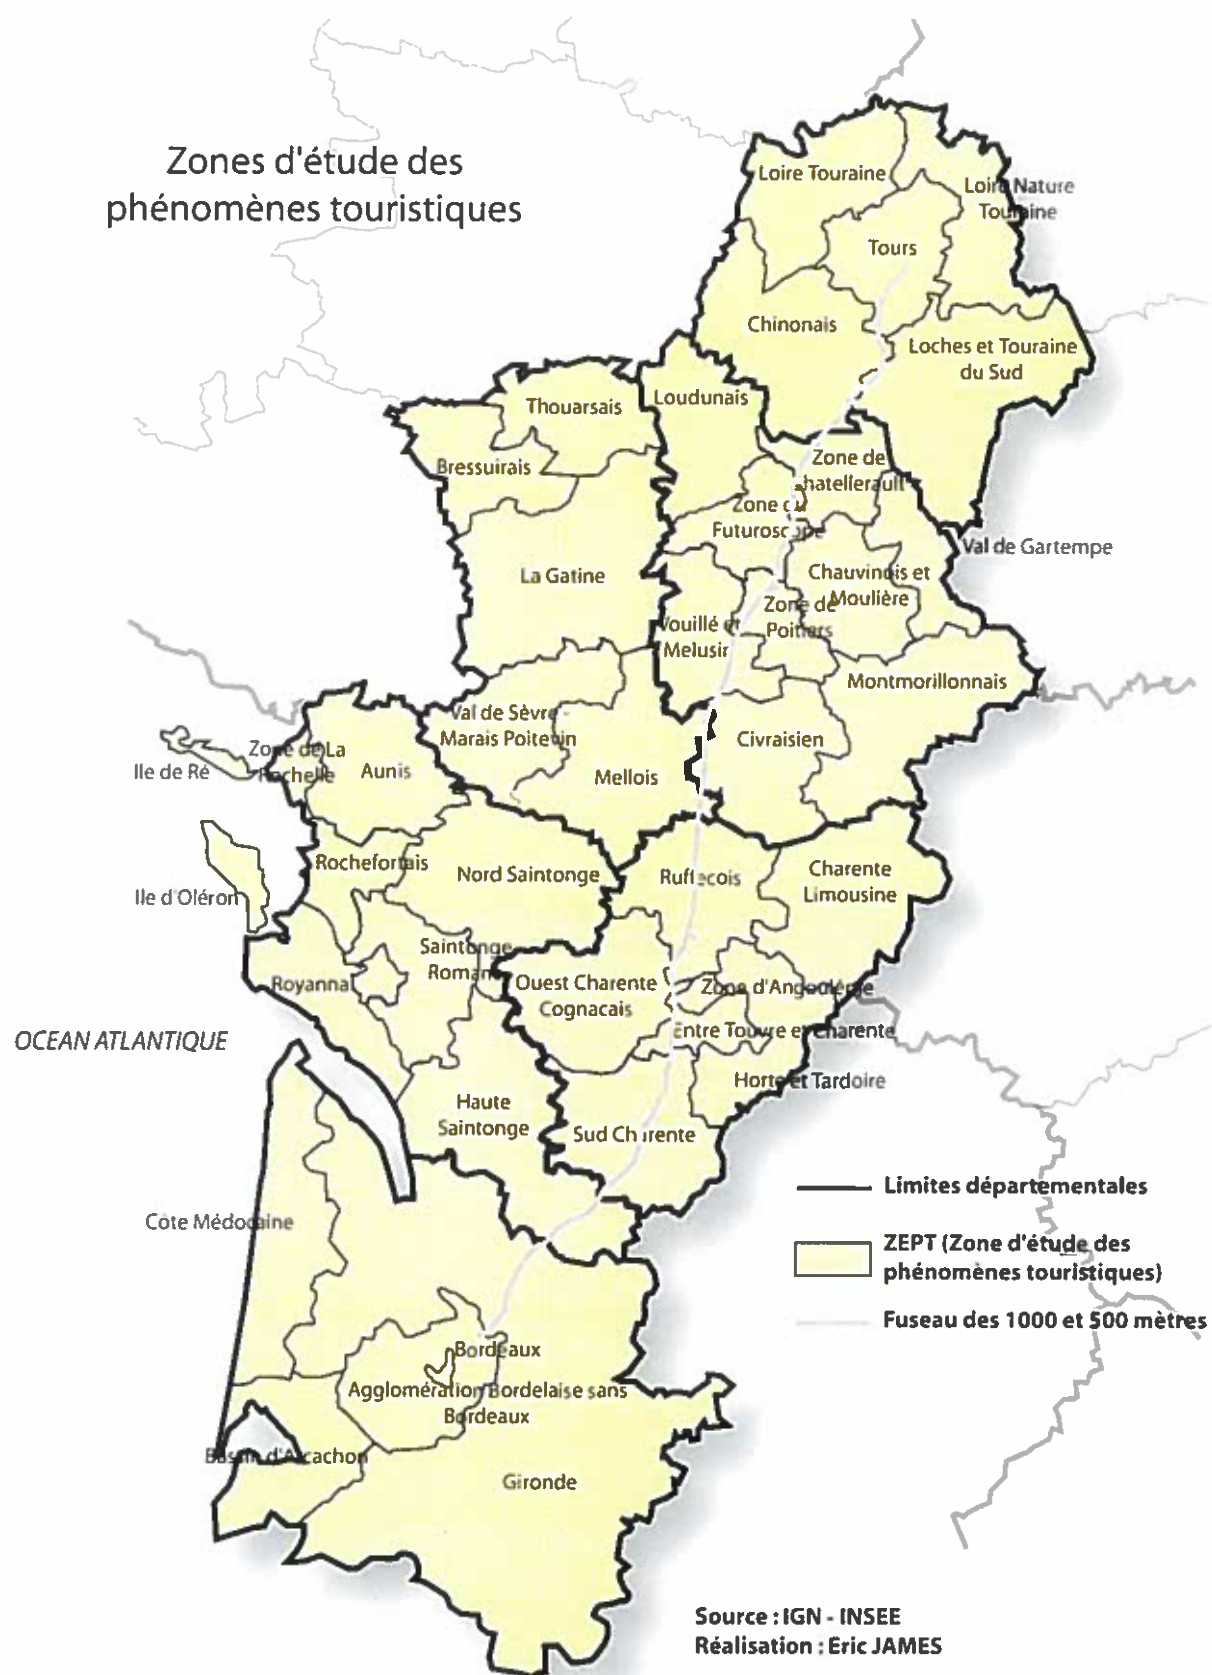 Zones d'étude des
phénomènes touristiques
Loire Touraine
Loire Nature
Touraine
Tours
Chinonais
Loches et Touraine
du Sud
Thouarsais
Loudunais
Bressuirais
Zone de
Chatellerault
Zone du
Futuroscope
Val de Gartempe
La Gatine
Chauvinois et
Moulière
Zone de
Poitiers
Vouillé et
Melusin
Montmorillonnais
Val de Sèvre -
Marais Poitevin
Civraisien
Zone de La
Rochelle
Ile de Ré
Aunis
Mellois
Rochefortais
Nord Saintonge
Ruffecois
Charente
Limousine
Ile d'Oléron
Saintonge
Romane
Royannais
Ouest Charente
Cognacais
Zone d'Angoulème
OCEAN ATLANTIQUE
Entre Touvre et Charente
Horte et Tardoire
Haute
Saintonge
Sud Charente
Limites départementales
Côte Médocaine
ZEPT (Zone d'étude des
phénomènes touristiques)
Fuseau des 1000 et 500 mètres
Bordeaux
Agglomération Bordelaise sans
Bordeaux
Bassin d'Arcachon
Gironde
Source : IGN - INSEE
Réalisation : Eric JAMES